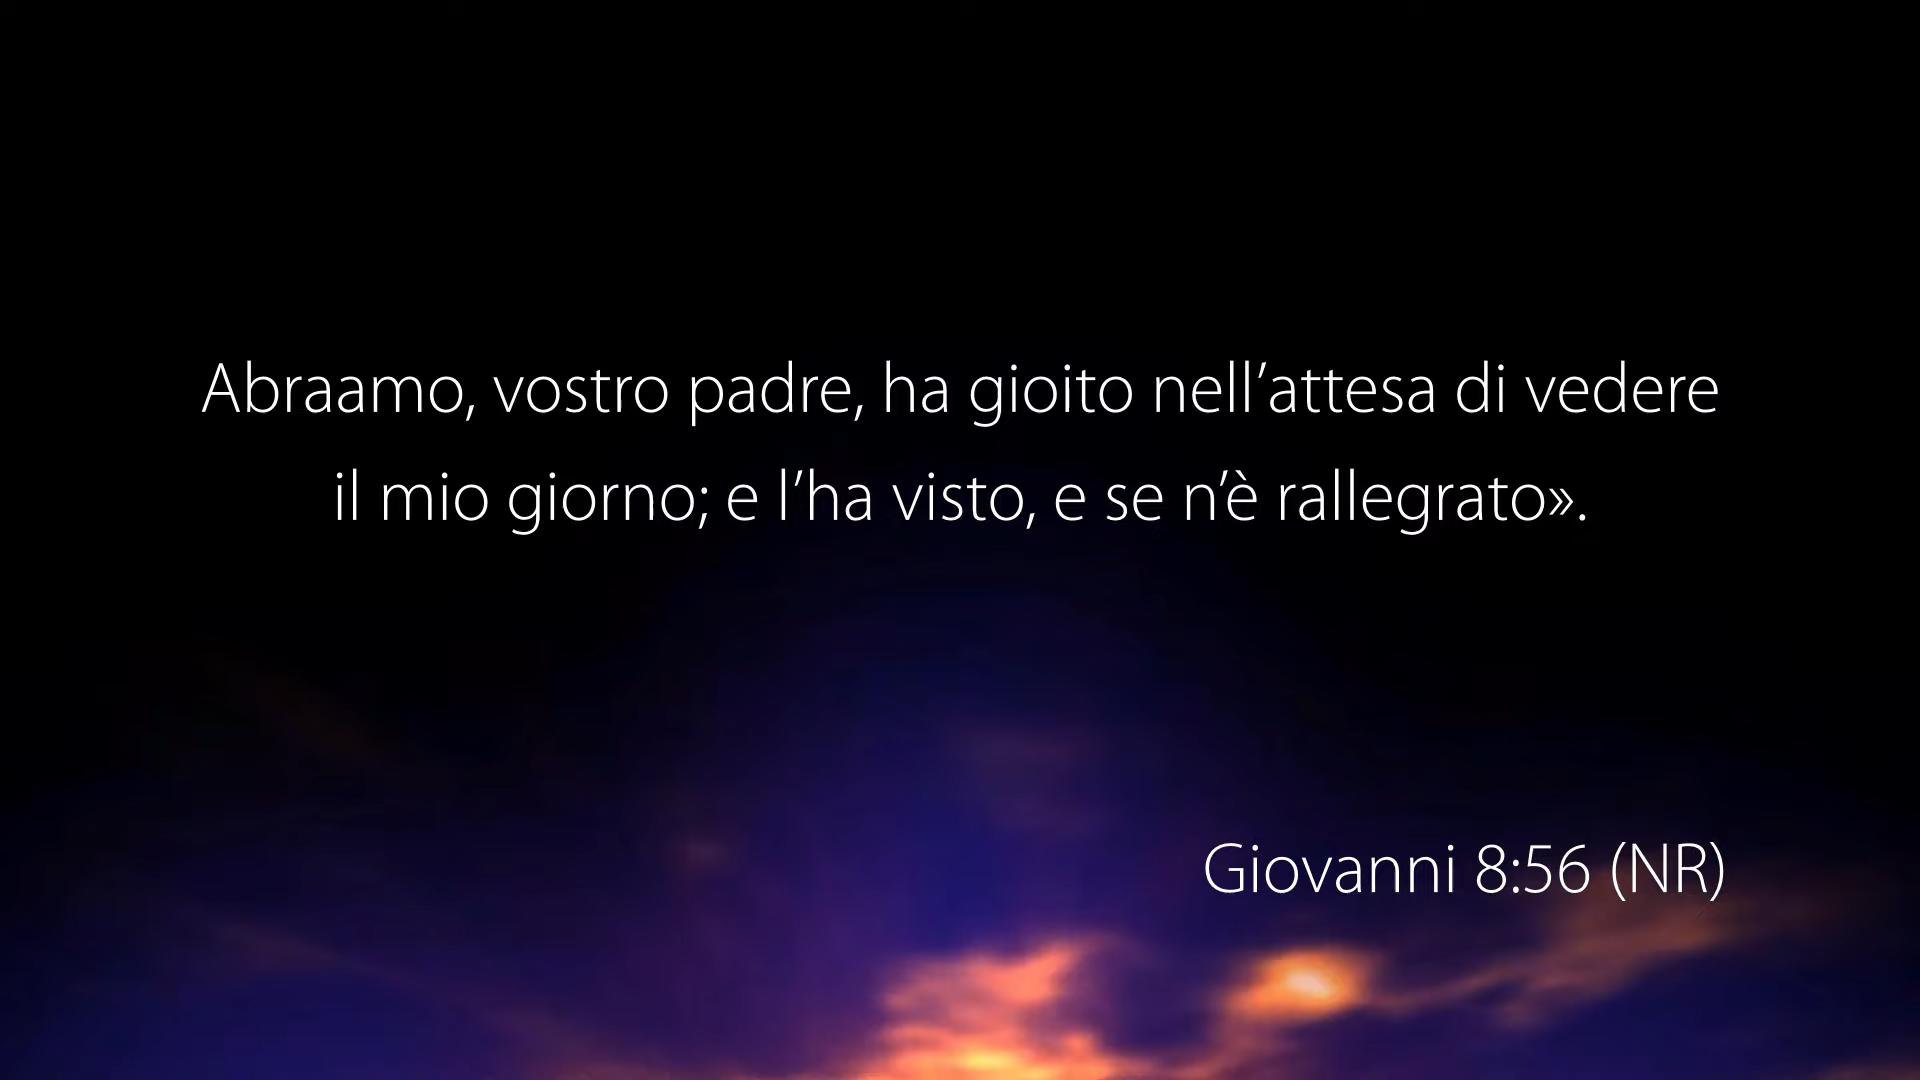 Abraamo, vostro padre, ha gioito nell’attesa di vedere
il mio giorno; e l’ha visto, e se n’è rallegrato».
Giovanni 8:56 (NR)